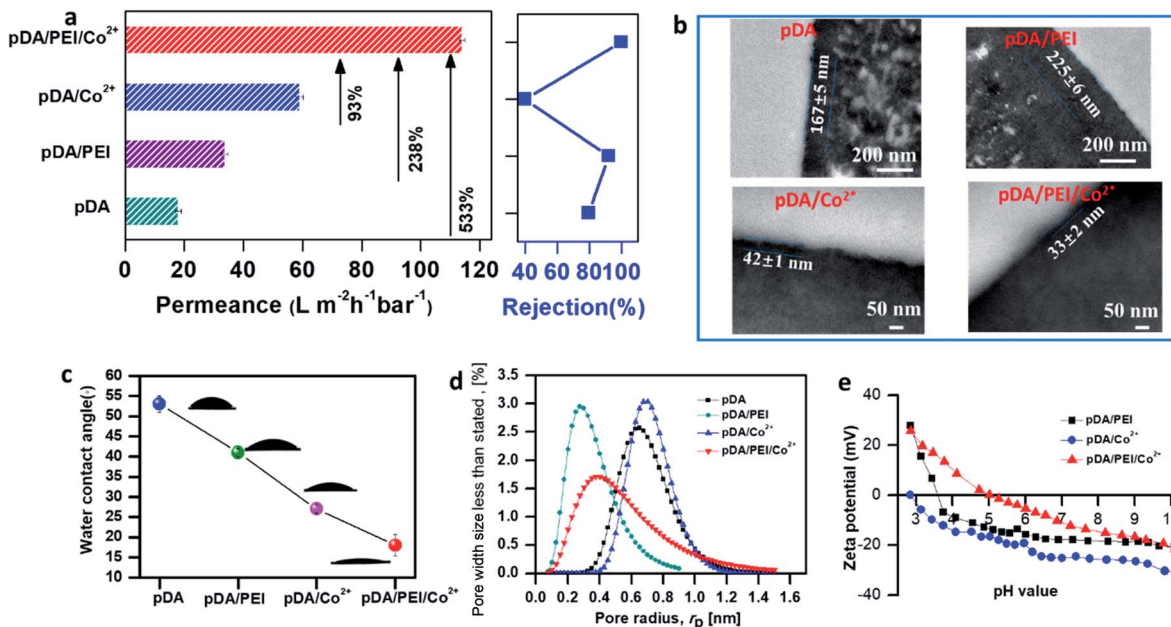 a
pDA/PEI/Co²⁺
pDA/Co²⁺
pDA/PEI
pDA
93%
238%
533%
0 20 40 60 80 100 120
Permeance (L m⁻²h⁻¹bar⁻¹)
40 60 80 100
Rejection(%)
b
pDA
167±5 nm
200 nm
pDA/PEI
225±6 nm
200 nm
pDA/Co²⁺
42±1 nm
50 nm
pDA/PEI/Co²⁺
33±2 nm
50 nm
c
Water contact angle(◦)
60
55
50
45
40
35
30
25
20
15
10
pDA pDA/PEI pDA/Co²⁺ pDA/PEI/Co²⁺
d
Pore width size less than stated , [%]
3.5
3.0
2.5
2.0
1.5
1.0
0.5
0.0
pDA
pDA/PEI
pDA/Co²⁺
pDA/PEI/Co²⁺
0.0 0.2 0.4 0.6 0.8 1.0 1.2 1.4 1.6
Pore radius, rₚ [nm]
e
Zeta potential (mV)
40
20
0
-20
-40
pDA/PEI
pDA/Co²⁺
pDA/PEI/Co²⁺
3 4 5 6 7 8 9
pH value